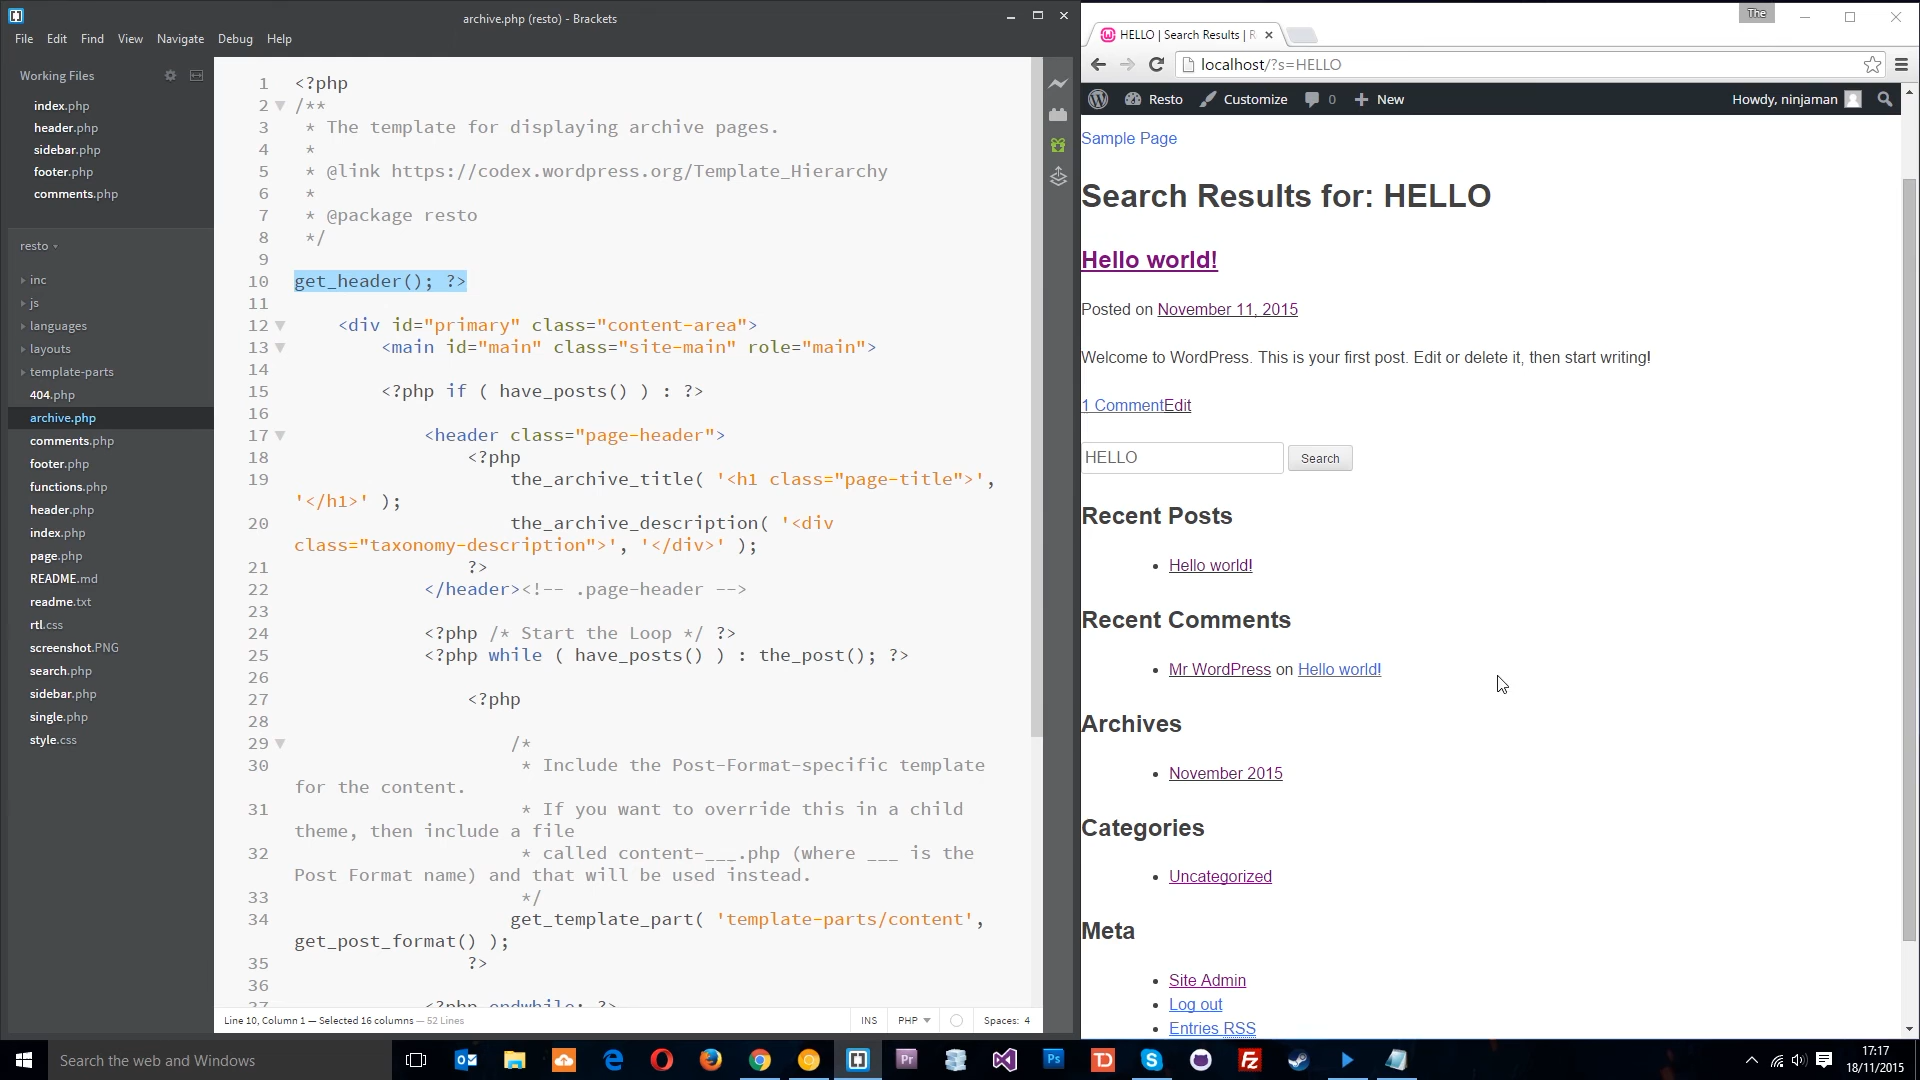 archive.php (resto) - Brackets
File Edit Find View Navigate Debug Help
Working Files
index.php
header.php
sidebar.php
footer.php
comments.php
resto
inc
js
languages
layouts
template-parts
404.php
archive.php
comments.php
footer.php
functions.php
header.php
index.php
page.php
README.md
readme.txt
rtl.css
screenshot.PNG
search.php
sidebar.php
single.php
style.css
1 <?php
2 /**
3 * The template for displaying archive pages.
4 *
5 * @link https://codex.wordpress.org/Template_Hierarchy
6 *
7 * @package resto
8 */
9
10 get_header(); ?>
11
12 <div id="primary" class="content-area">
13 <main id="main" class="site-main" role="main">
14
15 <?php if ( have_posts() ) : ?>
16
17 <header class="page-header">
18 <?php
19 the_archive_title( '<h1 class="page-title">',
'</h1>' );
20 the_archive_description( '<div
class="taxonomy-description">', '</div>' );
21 ?>
22 </header><!-- .page-header -->
23
24 <?php /* Start the Loop */ ?>
25 <?php while ( have_posts() ) : the_post(); ?>
26
27 <?php
28
29 /*
30 * Include the Post-Format-specific template
for the content.
31 * If you want to override this in a child
theme, then include a file
32 * called content-___.php (where ___ is the
Post Format name) and that will be used instead.
33 */
34 get_template_part( 'template-parts/content',
get_post_format() );
35 ?>
36
37 <?php endwhile; ?>
Line 10, Column 1 — Selected 16 columns — 52 Lines
INS PHP Spaces: 4
The
HELLO | Search Results | R
localhost/?s=HELLO
Resto Customize 0 New Howdy, ninjaman
Sample Page
Search Results for: HELLO
Hello world!
Posted on November 11, 2015
Welcome to WordPress. This is your first post. Edit or delete it, then start writing!
1 CommentEdit
HELLO Search
Recent Posts
• Hello world!
Recent Comments
• Mr WordPress on Hello world!
Archives
• November 2015
Categories
• Uncategorized
Meta
• Site Admin
• Log out
• Entries RSS
Search the web and Windows
Pr
Ps
TD
17:17
18/11/2015